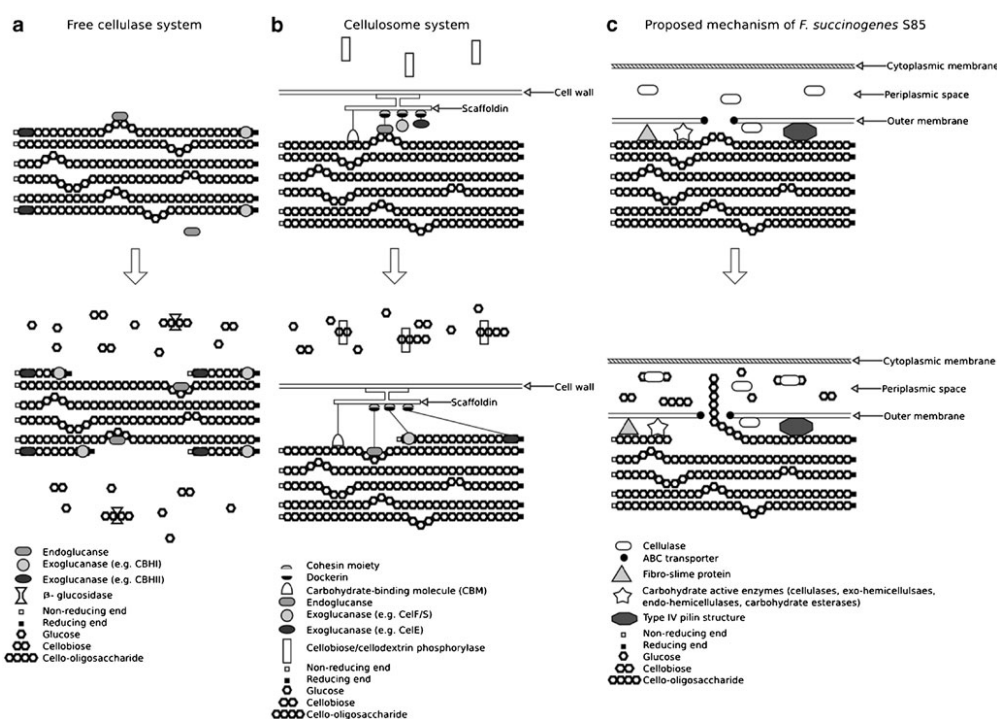 a Free cellulase system
b Cellulosome system
c Proposed mechanism of F. succinogenes S85
Cell wall
Scaffoldin
Cytoplasmic membrane
Periplasmic space
Outer membrane
Cell wall
Scaffoldin
Cytoplasmic membrane
Periplasmic space
Outer membrane
Endoglucanse
Exoglucanase (e.g. CBHI)
Exoglucanase (e.g. CBHII)
β- glucosidase
Non-reducing end
Reducing end
Glucose
Cellobiose
Cello-oligosaccharide
Cohesin moiety
Dockerin
Carbohydrate-binding molecule (CBM)
Endoglucanse
Exoglucanase (e.g. CelF/S)
Exoglucanase (e.g. CelE)
Cellobiose/cellodextrin phosphorylase
Non-reducing end
Reducing end
Glucose
Cellobiose
Cello-oligosaccharide
Cellulase
ABC transporter
Fibro-slime protein
Carbohydrate active enzymes (cellulases, exo-hemicellulsaes,
endo-hemicellulases, carbohydrate esterases)
Type IV pilin structure
Non-reducing end
Reducing end
Glucose
Cellobiose
Cello-oligosaccharide